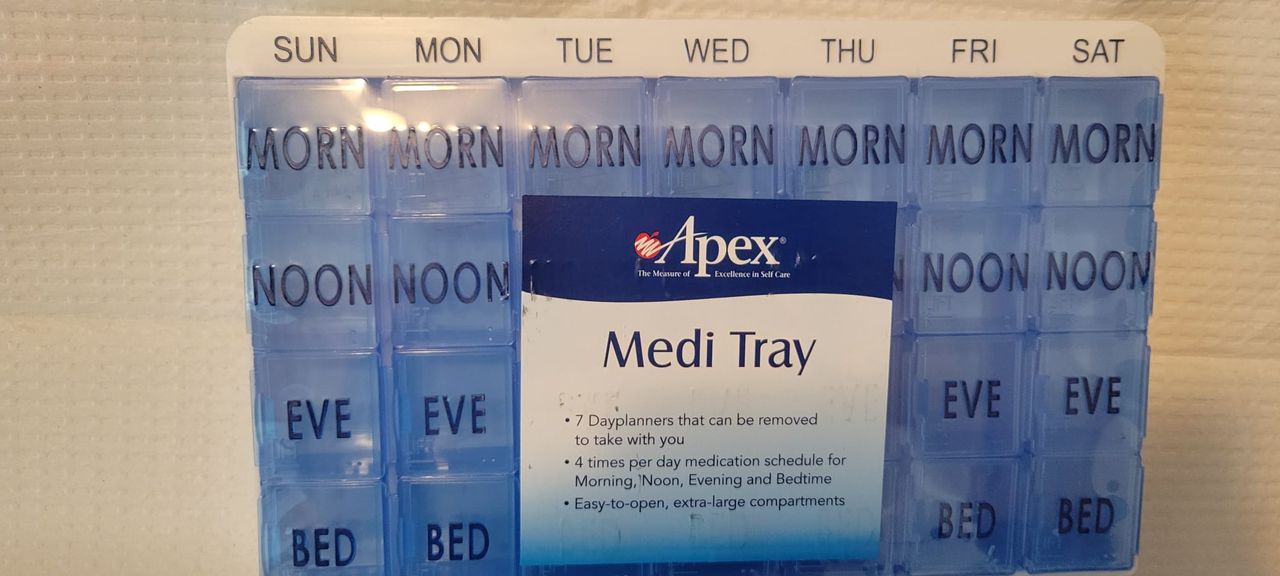 SUN MON TUE WED THU FRI SAT
MORN MORN MORN MORN MORN MORN MORN
NOON NOON NOON NOON
EVE EVE EVE EVE
BED BED BED BED
Apex®
The Measure of Excellence in Self Care
Medi Tray
• 7 Dayplanners that can be removed
to take with you
• 4 times per day medication schedule for
Morning, Noon, Evening and Bedtime
• Easy-to-open, extra-large compartments